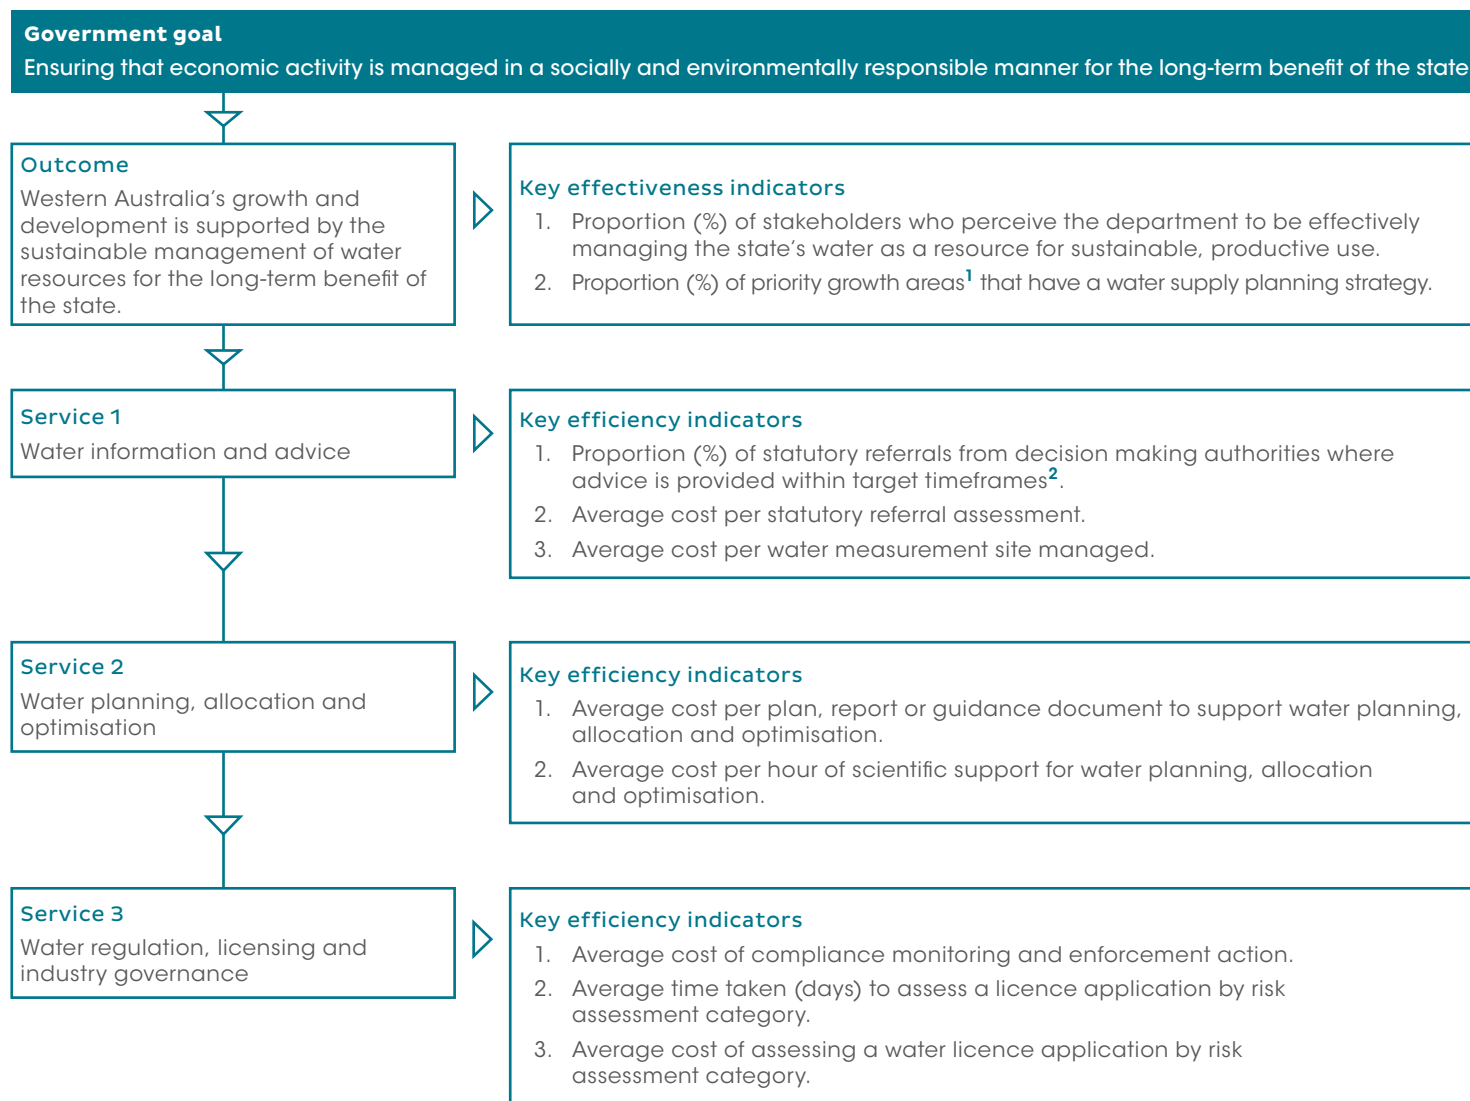 Government goal
Ensuring that economic activity is managed in a socially and environmentally responsible manner for the long-term benefit of the state
Outcome
Western Australia’s growth and
development is supported by the
sustainable management of water
resources for the long-term benefit of
the state.
Key effectiveness indicators
1. Proportion (%) of stakeholders who perceive the department to be effectively
managing the state’s water as a resource for sustainable, productive use.
2. Proportion (%) of priority growth areas1 that have a water supply planning strategy.
Service 1
Water information and advice
Key efficiency indicators
1. Proportion (%) of statutory referrals from decision making authorities where
advice is provided within target timeframes2.
2. Average cost per statutory referral assessment.
3. Average cost per water measurement site managed.
Service 2
Water planning, allocation and
optimisation
Key efficiency indicators
1. Average cost per plan, report or guidance document to support water planning,
allocation and optimisation.
2. Average cost per hour of scientific support for water planning, allocation
and optimisation.
Service 3
Water regulation, licensing and
industry governance
Key efficiency indicators
1. Average cost of compliance monitoring and enforcement action.
2. Average time taken (days) to assess a licence application by risk
assessment category.
3. Average cost of assessing a water licence application by risk
assessment category.